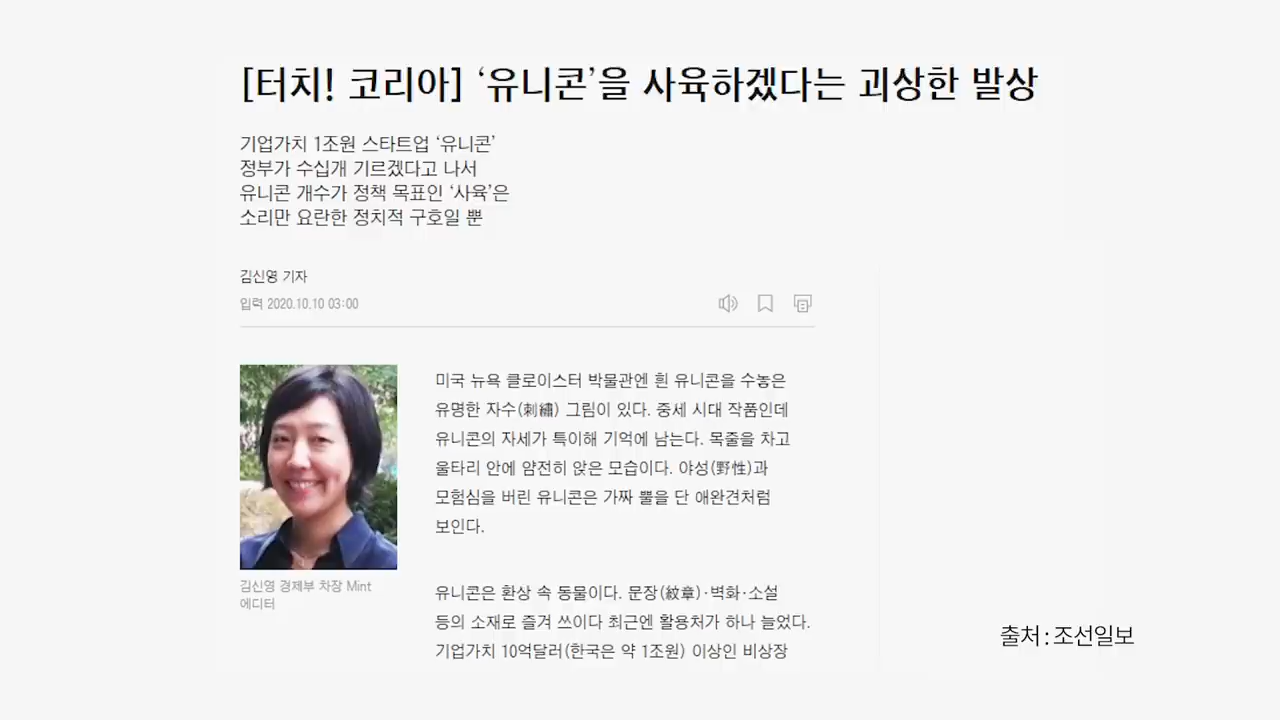 [터치! 코리아] ‘유니콘’을 사육하겠다는 괴상한 발상
기업가치 1조원 스타트업 ‘유니콘’
정부가 수십개 기르겠다고 나서
유니콘 개수가 정책 목표인 ‘사육’은
소리만 요란한 정치적 구호일 뿐
김신영 기자
입력 2020.10.10 03:00
김신영 경제부 차장 Mint
에디터
미국 뉴욕 클로이스터 박물관엔 흰 유니콘을 수놓은
유명한 자수(刺繡) 그림이 있다. 중세 시대 작품인데
유니콘의 자세가 특이해 기억에 남는다. 목줄을 차고
울타리 안에 얌전히 앉은 모습이다. 야성(野性)과
모험심을 버린 유니콘은 가짜 뿔을 단 애완견처럼
보인다.
유니콘은 환상 속 동물이다. 문장(紋章)·벽화·소설
등의 소재로 즐겨 쓰이다 최근엔 활용처가 하나 늘었다.
기업가치 10억달러(한국은 약 1조원) 이상인 비상장
출처 : 조선일보